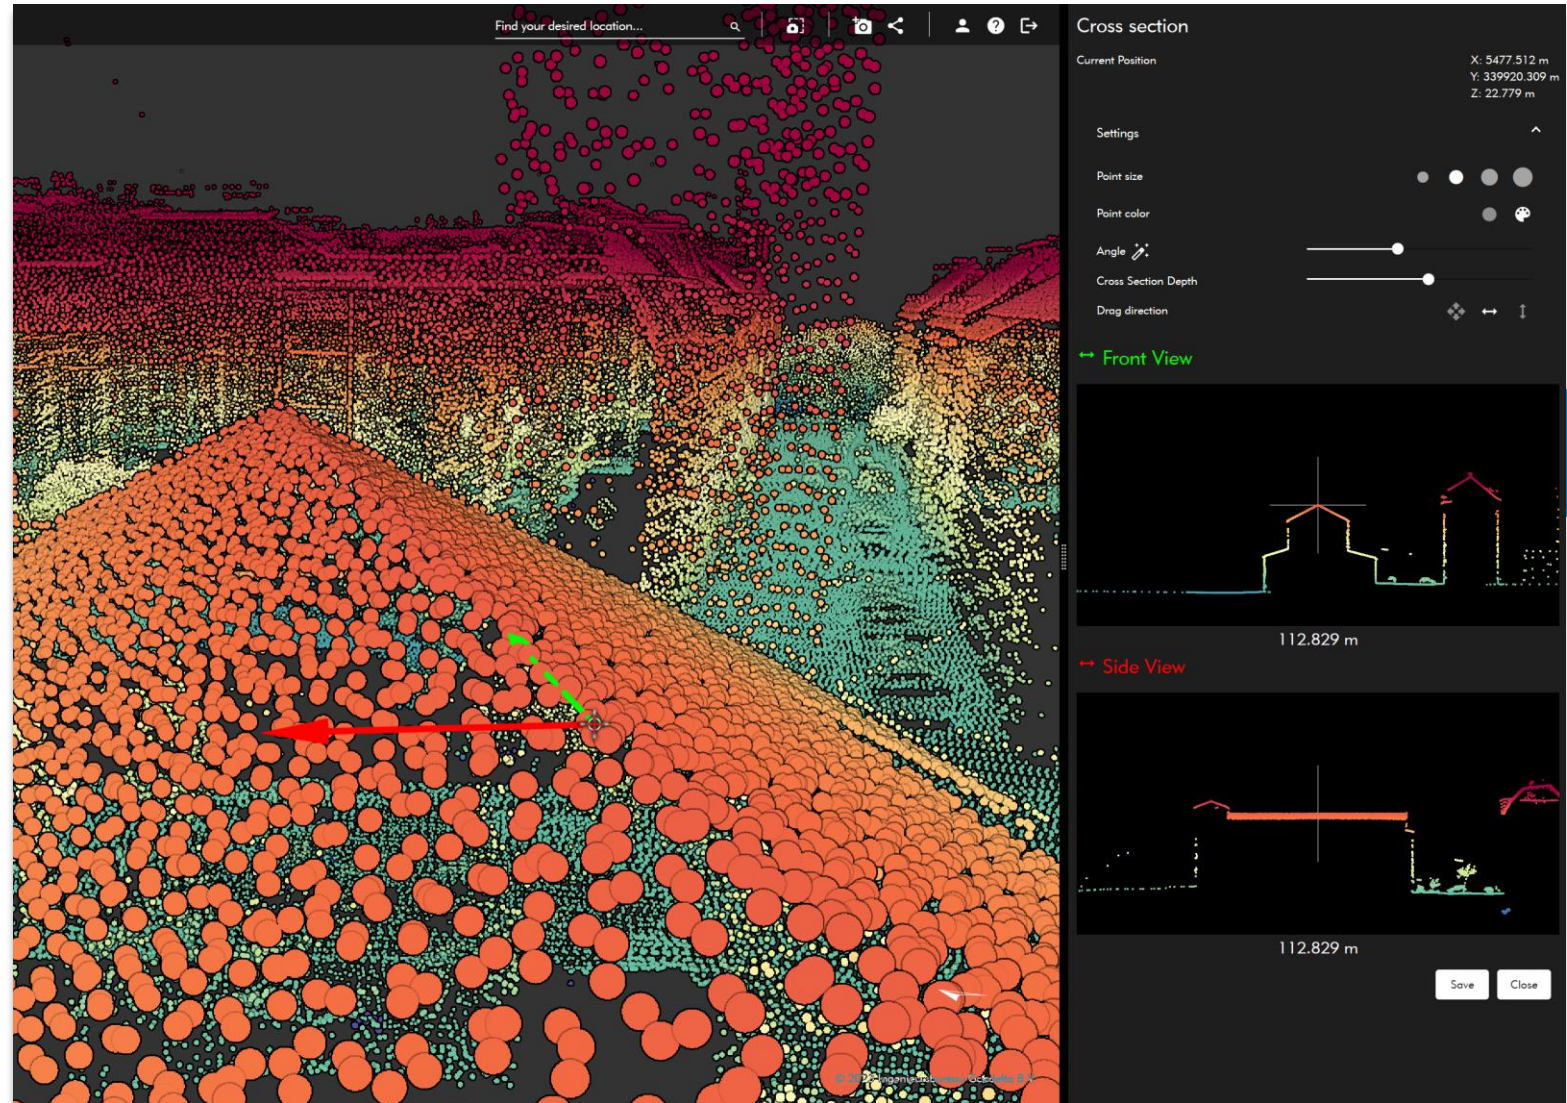 Find your desired location...
Cross section
Current Position
X: 5477.512 m
Y: 339920.309 m
Z: 22.779 m
Settings
Point size
Point color
Angle
Cross Section Depth
Drag direction
Front View
112.829 m
Side View
112.829 m
Save
Close